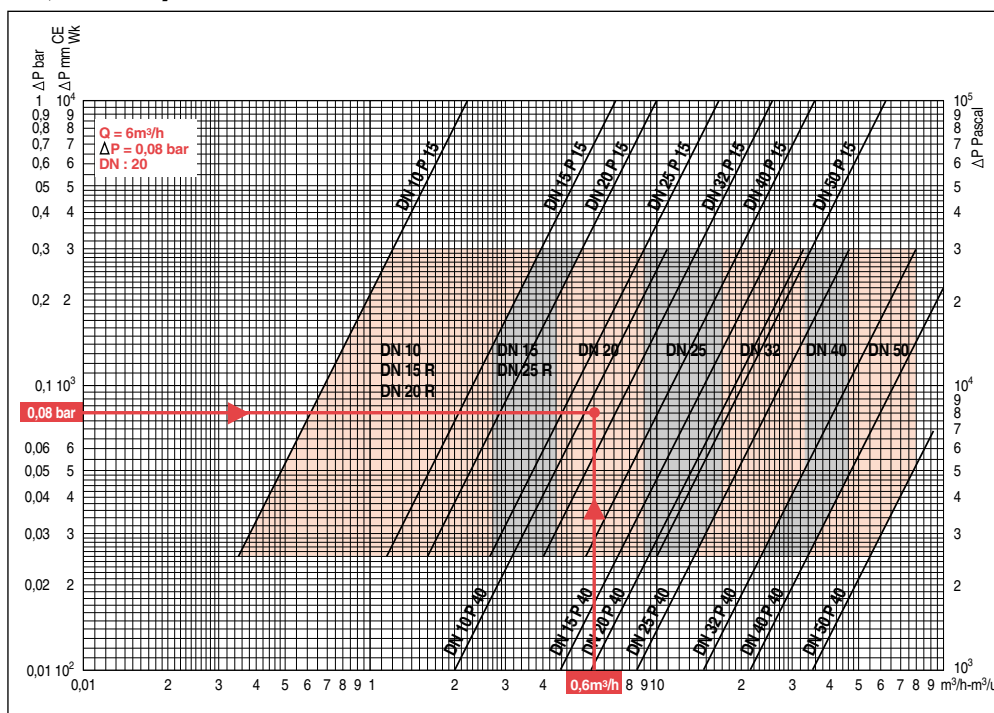 ΔP bar
ΔP mm CE Wk
ΔP Pascal
Q = 6m³/h
ΔP = 0,08 bar
DN : 20
1 10⁴
0,9 9
0,8 8
0,7 7
0,6 6
05 5
0,4 4
0,3 3
0,2 2
0,1 10³
0,08 bar
0,06 6
0,05 5
0,04 4
0,03 3
0,02 2
0,01 10²
10⁵
9
8
7
6
5
4
3
2
10⁴
9
8
7
6
5
4
3
2
10³
DN 10 P 15
DN 15 P 15
DN 20 P 15
DN 25 P 15
DN 32 P 15
DN 40 P 15
DN 50 P 15
DN 10
DN 15 R
DN 20 R
DN 15
DN 25 R
DN 20
DN 25
DN 32
DN 40
DN 50
DN 10 P 40
DN 15 P 40
DN 20 P 40
DN 25 P 40
DN 32 P 40
DN 40 P 40
DN 50 P 40
0,01 2 3 4 5 6 7 8 9 1 2 3 4 0,6m³/h 8 9 10 2 3 4 5 6 7 8 9 m³/h-m³/u